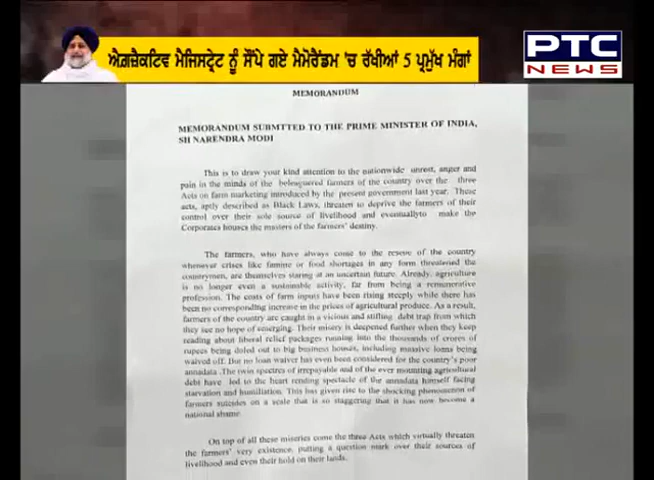 ਐਗਜ਼ੈਕਟਿਵ ਮੈਜਿਸਟ੍ਰੇਟ ਨੂੰ ਸੌਂਪੇ ਗਏ ਮੈਮੋਰੈਂਡਮ 'ਚ ਰੱਖੀਆਂ 5 ਪ੍ਰਮੁੱਖ ਮੰਗਾਂ
PTC
NEWS
MEMORANDUM
MEMORANDUM SUBMTTED TO THE PRIME MINISTER OF INDIA,
SH NARENDRA MODI
This is to draw your kind attention to the nationwide unrest, anger and
pain in the minds of the beleaguered farmers of the country over the three
Acts on farm marketing introduced by the present government last year. These
acts, aptly described as Black Laws, threaten to deprive the farmers of their
control over their sole source of livelihood and eventuallyto make the
Corporates houses the masters of the farmers' destiny.
The farmers, who have always come to the rescue of the country
whenever crises like famine or food shortages in any form threatened the
countrymen, are themselves staring at an uncertain future. Already, agriculture
is no longer even a sustainable activity, far from being a remunerative
profession. The costs of farm inputs have been rising steeply while there has
been no corresponding increase in the prices of agricultural produce. As a result,
farmers of the country are caught in a vicious and stifling debt trap from which
they see no hope of emerging. Their misery is deepened further when they keep
reading about liberal relief packages running into the thousands of crores of
rupees being doled out to big business houses, including massive loans being
waived off. But no loan waiver has even been considered for the country's poor
annadata. The twin spectres of irrepayable and of the ever mounting agricultural
debt have led to the heart rending spectacle of the annadata himself facing
starvation and humiliation. This has given rise to the shocking phenomenon of
farmers suicides on a scale that is so staggering that it has now become a
national shame.
On top of all these miseries come the three Acts which virtually threaten
the farmers' very existence, putting a question mark over their sources of
livelihood and even their hold on their lands.